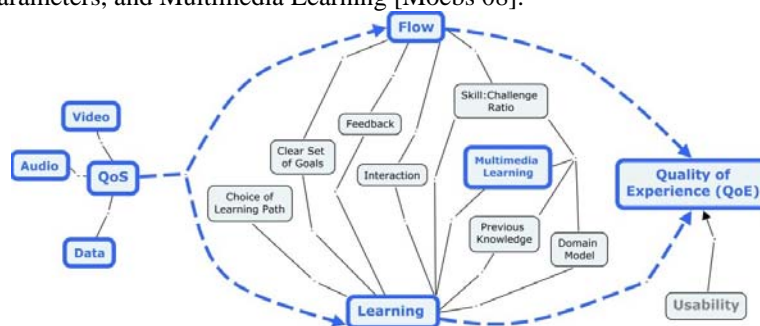 arameters, and Multimedia Learning [Moebs 08].
Flow
Video
Audio
QoS
Data
Skill:Challenge
Ratio
Feedback
Clear Set
of Goals
Interaction
Multimedia
Learning
Choice of
Learning Path
Previous
Knowledge
Domain
Model
Learning
Quality of
Experience (QoE)
Usability